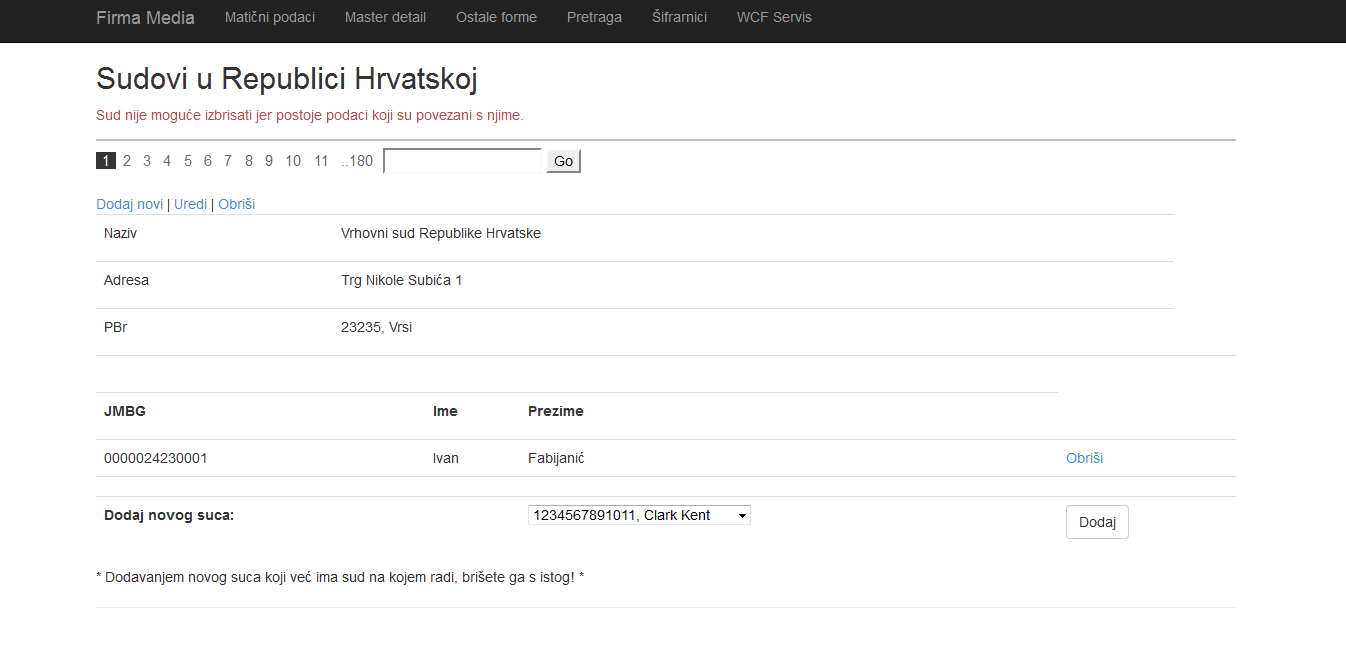 Firma Media Matični podaci Master detail Ostale forme Pretraga Šifrarnici WCF Servis
Sudovi u Republici Hrvatskoj
Sud nije moguće izbrisati jer postoje podaci koji su povezani s njime.
1 2 3 4 5 6 7 8 9 10 11 ..180 Go
Dodaj novi | Uredi | Obriši
Naziv Vrhovni sud Republike Hrvatske
Adresa Trg Nikole Subića 1
PBr 23235, Vrsi
JMBG Ime Prezime
0000024230001 Ivan Fabijanić Obriši
Dodaj novog suca: 1234567891011, Clark Kent Dodaj
* Dodavanjem novog suca koji već ima sud na kojem radi, brišete ga s istog! *